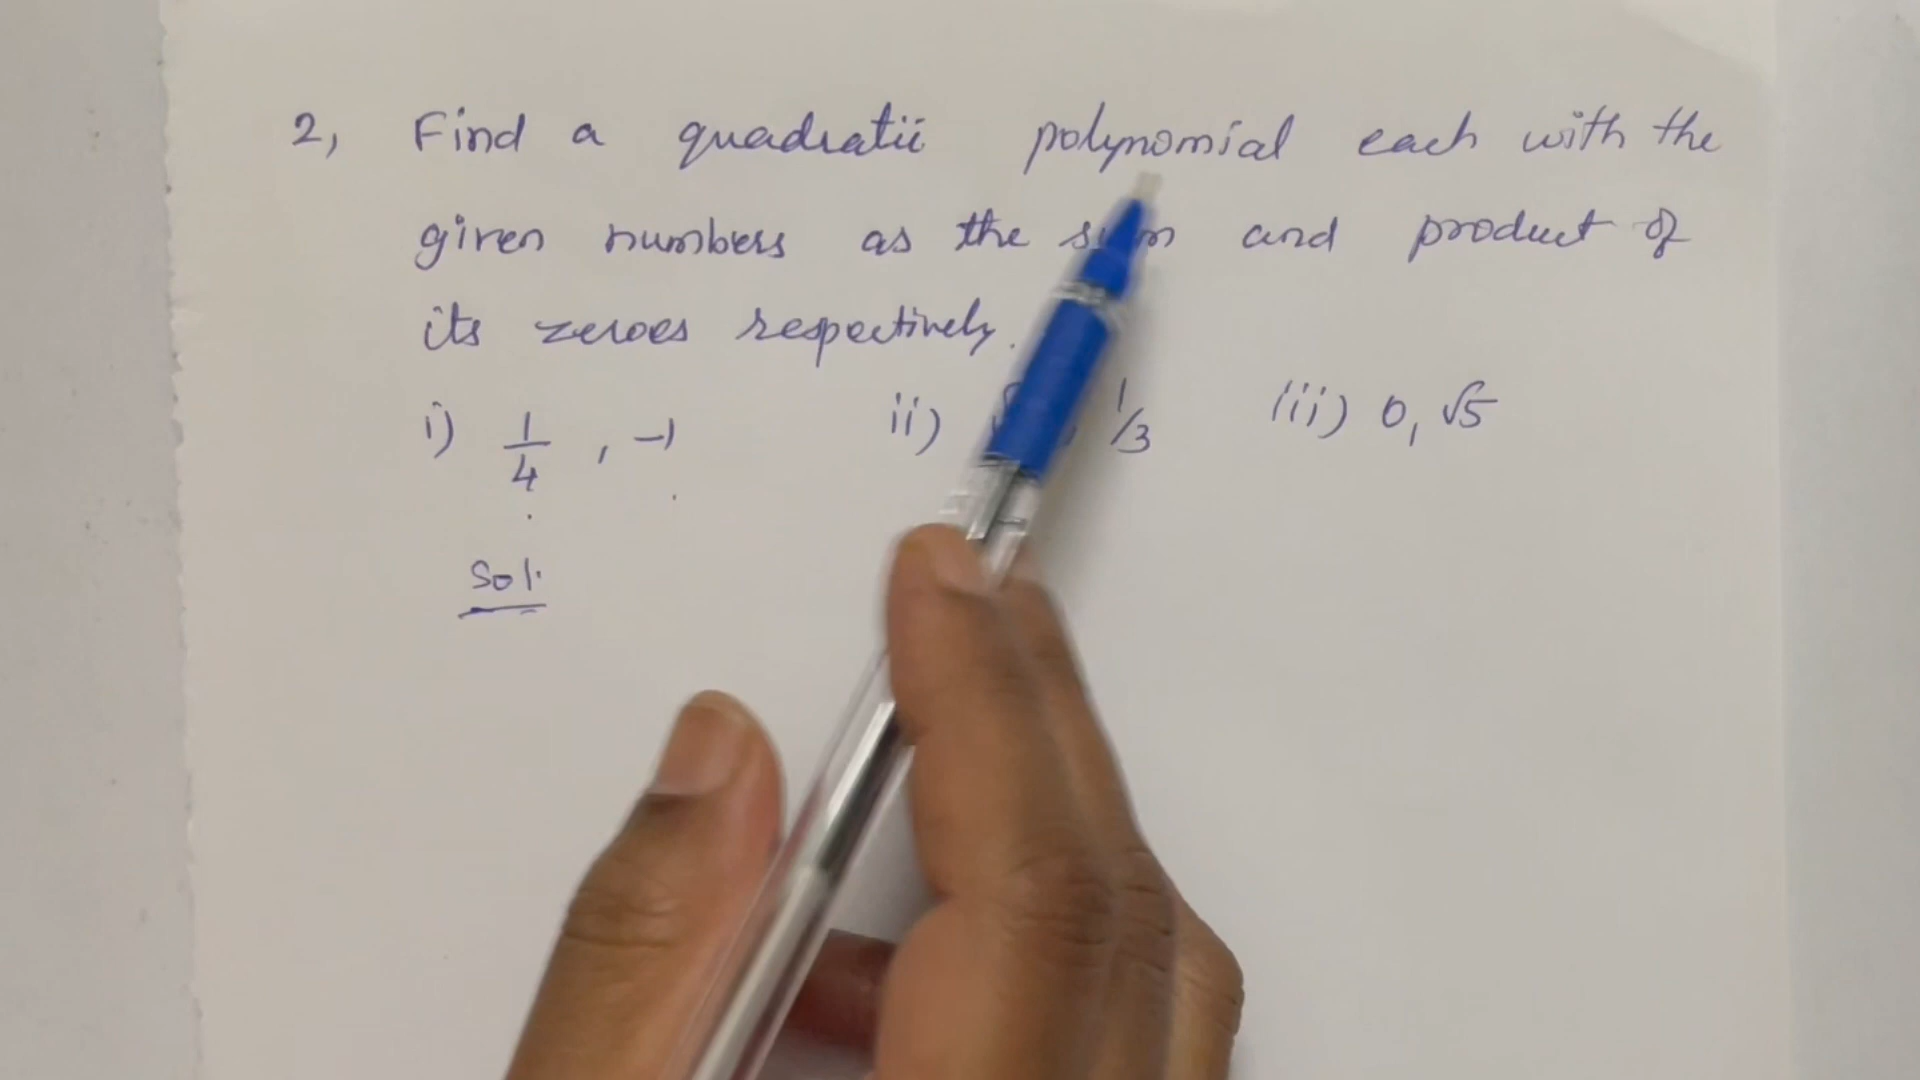 2, Find a quadratic polynomial each with the
given numbers as the sum and product of
its zeroes respectively.
i) 1/4 , -1 ii) 1/3 (iii) 0, √5
Sol.